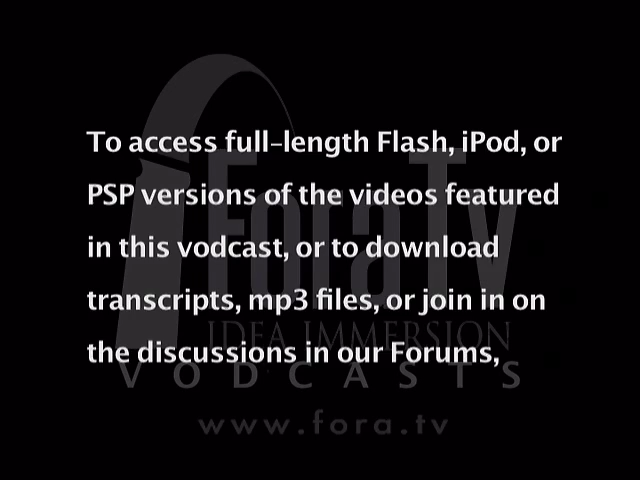 To access full-length Flash, iPod, or
PSP versions of the videos featured
in this vodcast, or to download
transcripts, mp3 files, or join in on
the discussions in our Forums,
ForaTv
IDEA IMMERSION
VODCASTS
www.fora.tv